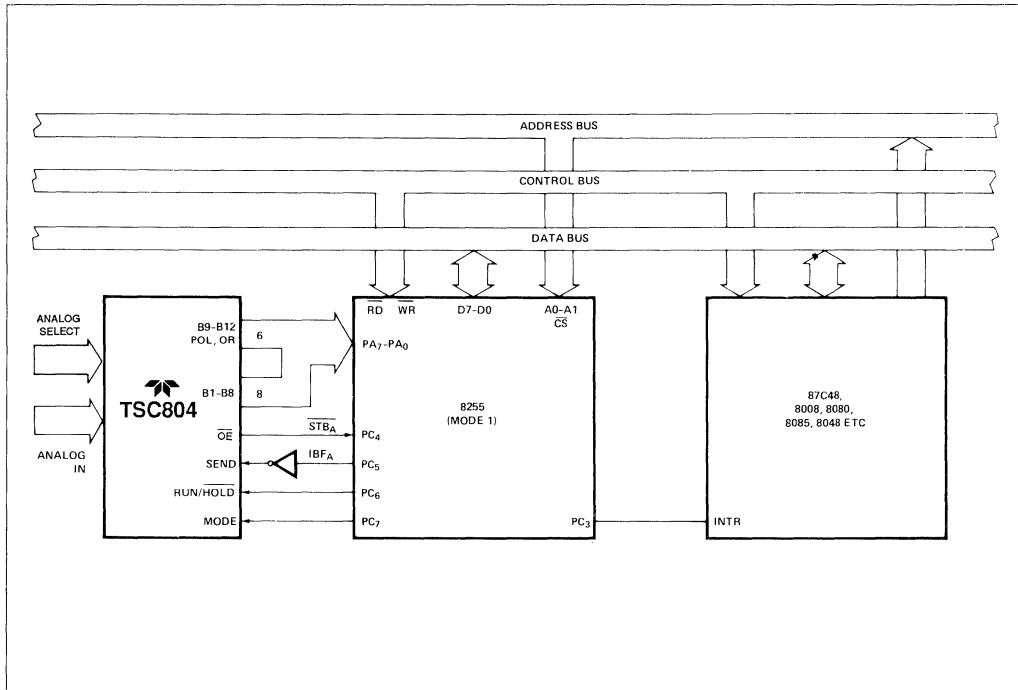 ADDRESS BUS
CONTROL BUS
DATA BUS
ANALOG
SELECT
ANALOG
IN
B9-B12
POL, OR
6
B1-B8
8
TSC804
OE
SEND
RUN/HOLD
MODE
STBA
IBFA
RD WR D7-D0 A0-A1
CS
PA7-PA0
8255
(MODE 1)
PC4
PC5
PC6
PC7
PC3
INTR
87C48,
8008, 8080,
8085, 8048 ETC